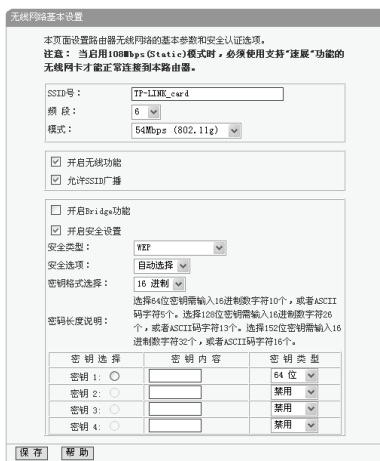 无线网络基本设置
本页面设置路由器无线网络的基本参数和安全认证选项。
注意： 当启用108Mbps(Static)模式时，必须使用支持“速展”功能的
无线网卡才能正常连接到本路由器。
SSID号： TP-LINK_card
频 段： 6
模式： 54Mbps (802.11g)
开启无线功能
允许SSID广播
开启Bridge功能
开启安全设置
安全类型： WEP
安全选项： 自动选择
密钥格式选择： 16 进制
选择64位密钥需输入16进制数
字符10个，或者ASCII
码字符5个。选择128位密钥需输入16进制数字符26
密码长度说明： 个，或者ASCII码字符13个。选择152位密钥需输入16
进制数字符32个，或者ASCII码字符16个。
密 钥 选 择 密 钥 内 容 密 钥 类 型
密钥 1: 64 位
密钥 2: 禁用
密钥 3: 禁用
密钥 4: 禁用
保 存 帮 助